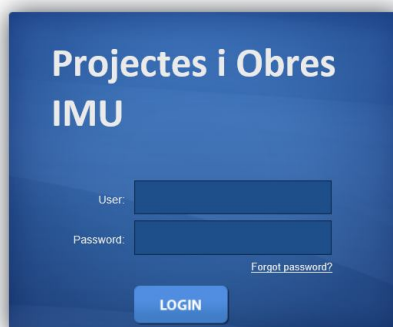 Projectes i Obres
IMU
User:
Password:
Forgot password?
LOGIN